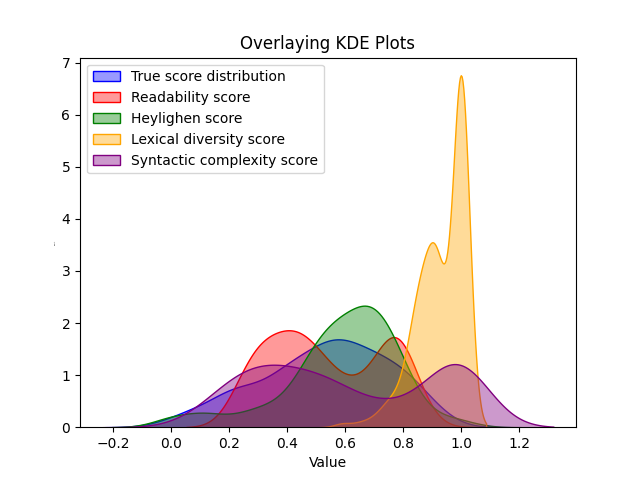 Overlaying KDE Plots
7
6
5
4
3
2
1
0
True score distribution
Readability score
Heylighen score
Lexical diversity score
Syntactic complexity score
−0.2 0.0 0.2 0.4 0.6 0.8 1.0 1.2
Value